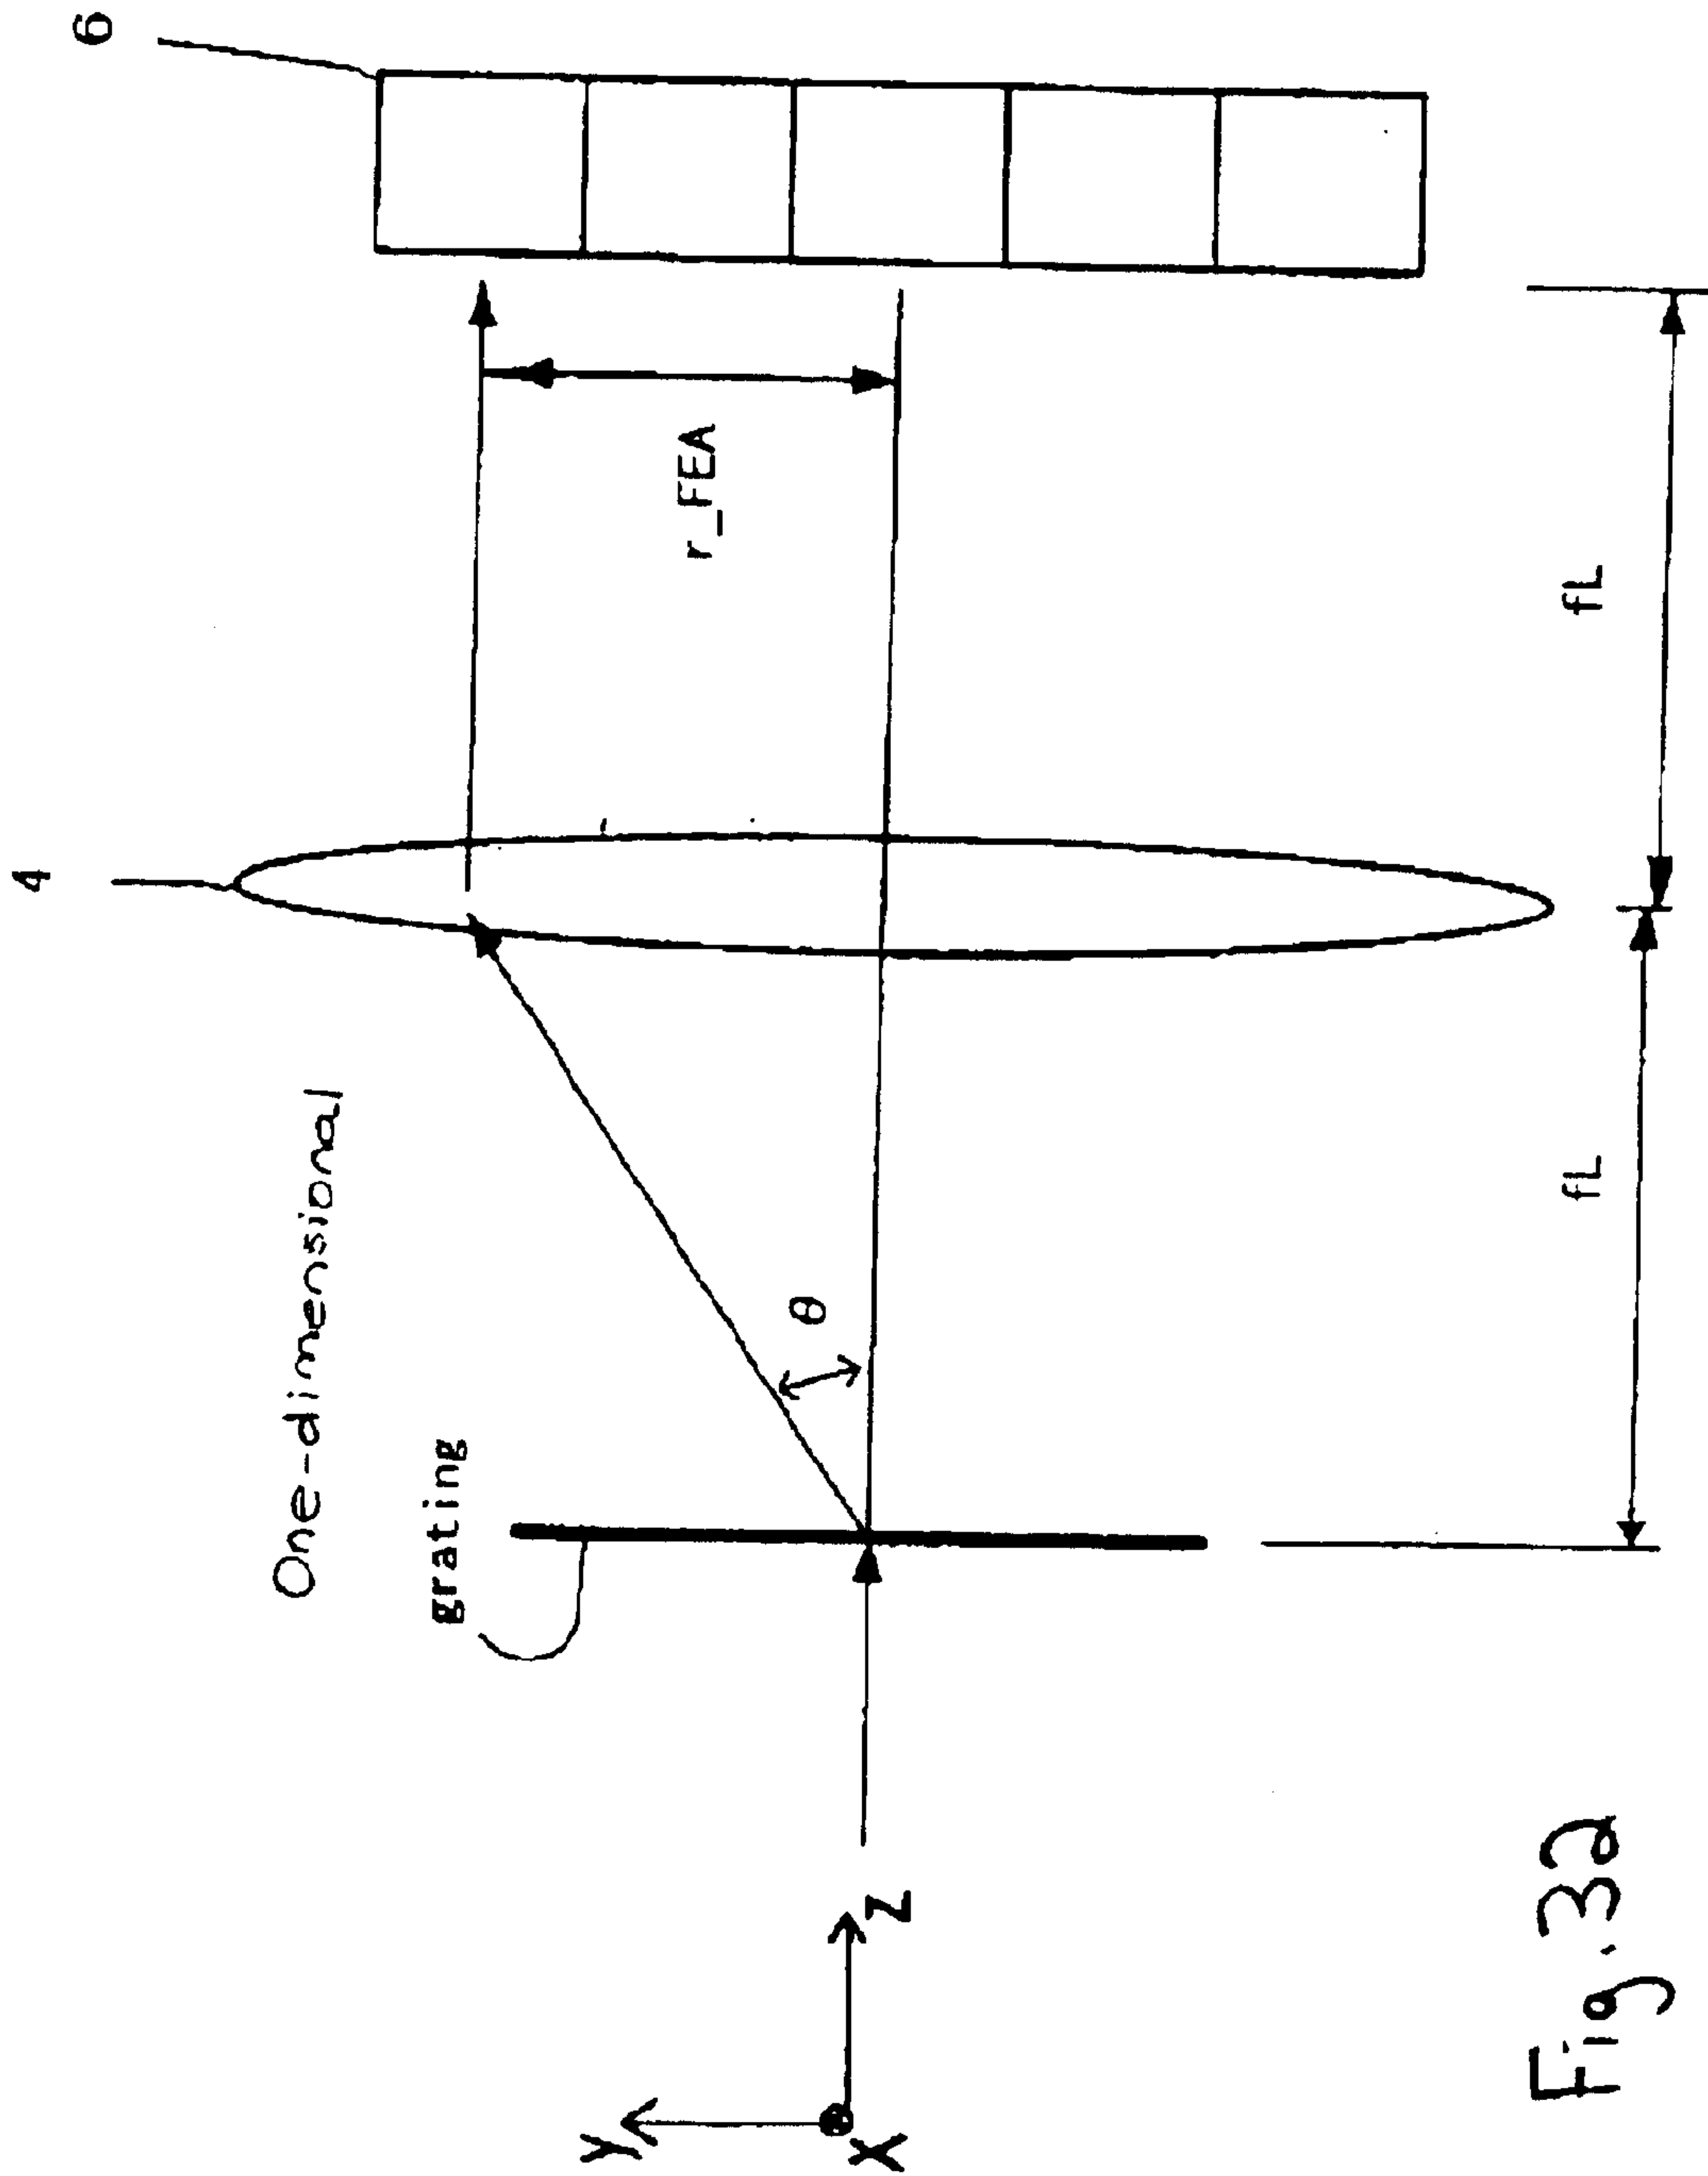 One-dimensional
grating
4
6
θ
r_FEA
fL
fL
y
x
z
Fig. 3a